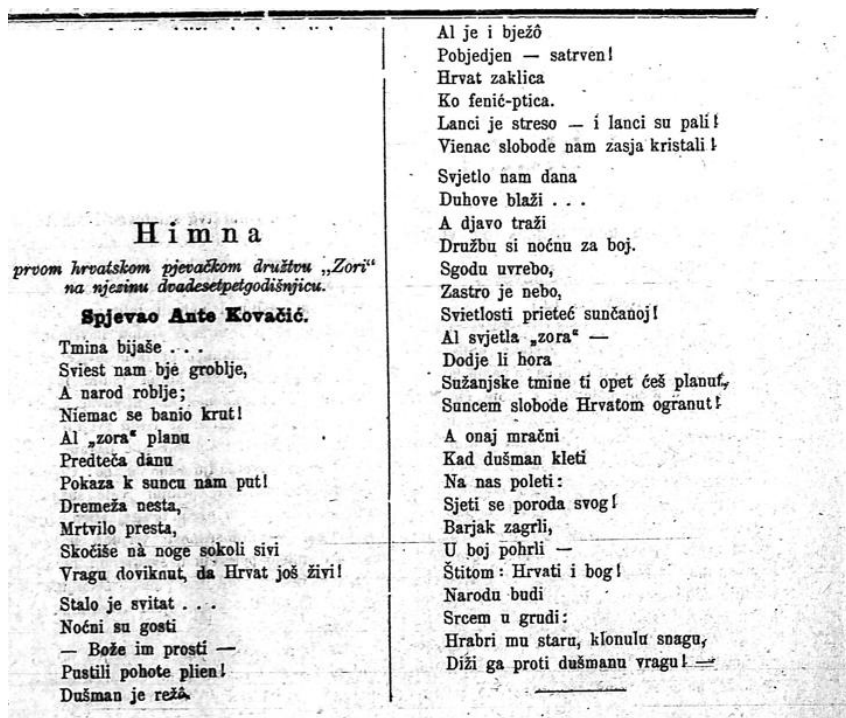 Himna
prvom hrvatskom pjevačkom društvu „Zori“
na njezinu dvadesetpetgodišnjicu.
Spjevao Ante Kovačić.
Tmina bijaše . . .
Sviest nam bje groblje,
A narod roblje;
Niemac se banio krut!
Al „zora“ planu
Predteča danu
Pokaza k suncu nam put!
Dremeža nesta,
Mrtvilo presta,
Skočiše na noge sokoli sivi
Vragu doviknut, da Hrvat još živi!
Stalo je svitat . . .
Noćni su gosti
— Bože im prosti —
Pustili pohote plien!
Dušman je režô
Al je i bježô
Pobjedjen — satrven!
Hrvat zaklica
Ko fenić-ptica.
Lanci je streso — i lanci su pali!
Vienac slobode nam zasja kristali!
Svjetlo nam dana
Duhove blaži . . .
A djavo traži
Družbu si noćnu za boj.
Sgodu uvrebo,
Zastro je nebo,
Svietlosti prieteć sunčanoj!
Al svjetla „zora“ —
Dodje li hora
Sužanjske tmine ti opet ćeš planut,
Suncem slobode Hrvatom ogranut!
A onaj mračni
Kad dušman kleti
Na nas poleti:
Sjeti se poroda svog!
Barjak zagrli,
U boj pohrli —
Štitom: Hrvati i bog!
Narodu budi
Srcem u grudi:
Hrabri mu staru, klonulu snagu,
Diži ga proti dušmanu vragu! —